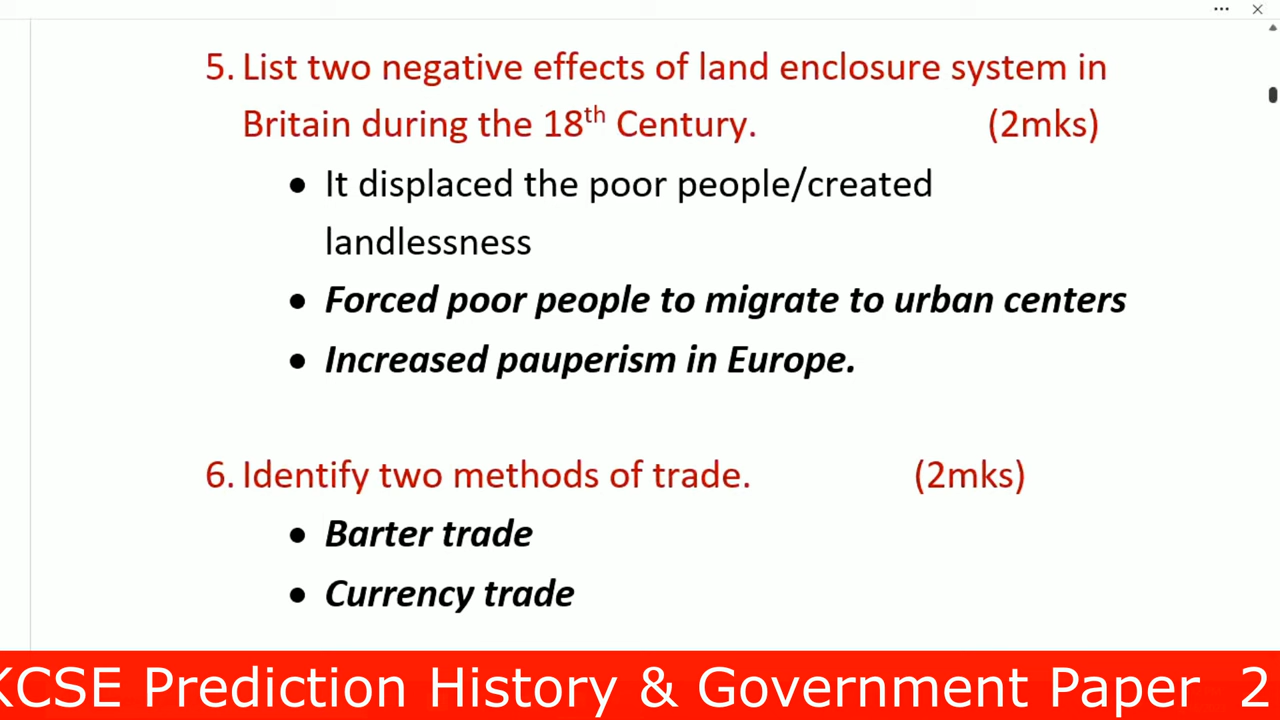 5. List two negative effects of land enclosure system in
Britain during the 18th Century. (2mks)
● It displaced the poor people/created
landlessness
● Forced poor people to migrate to urban centers
● Increased pauperism in Europe.
6. Identify two methods of trade. (2mks)
● Barter trade
● Currency trade
KCSE Prediction History & Government Paper 2